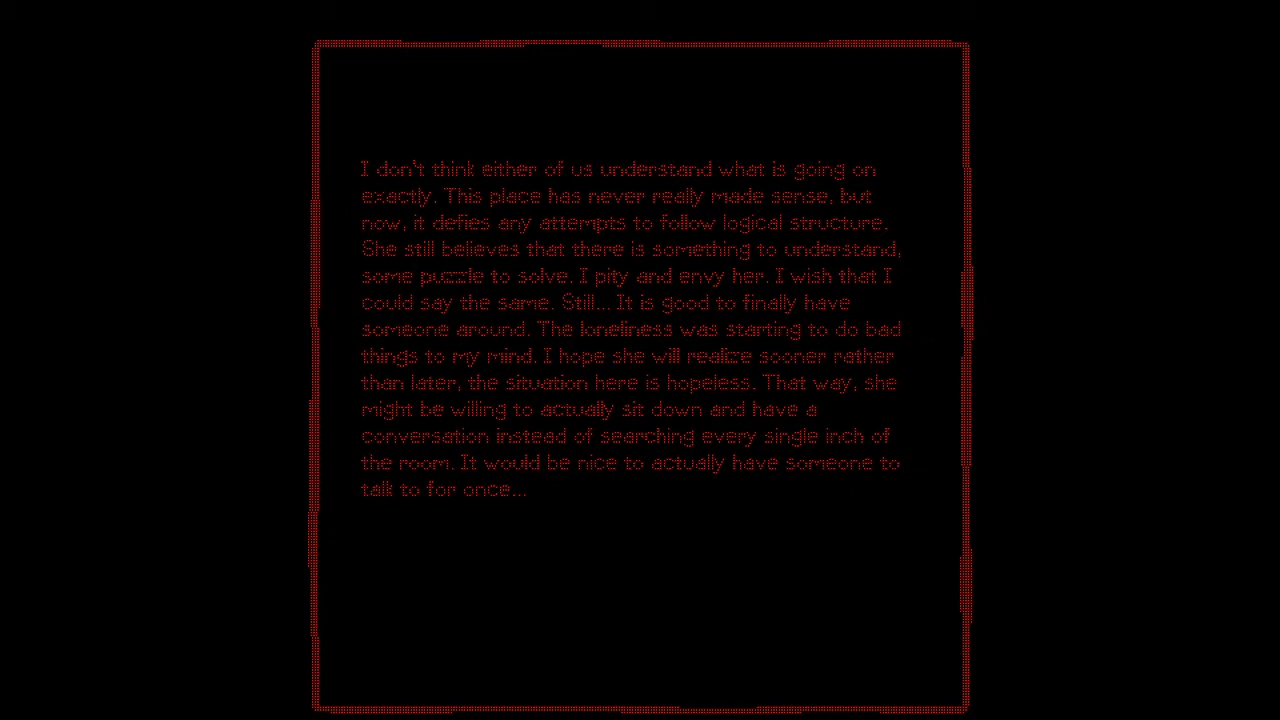 I don't think either of us understand what is going on
exactly. This place has never really made sense, but
now, it defies any attempts to follow logical structure.
She still believes that there is something to understand,
some puzzle to solve. I pity and envy her. I wish that I
could say the same. Still... It is good to finally have
someone around. The loneliness was starting to do bad
things to my mind. I hope she will realize sooner rather
than later, the situation here is hopeless. That way, she
might be willing to actually sit down and have a
conversation instead of searching every single inch of
the room. It would be nice to actually have someone to
talk to for once...